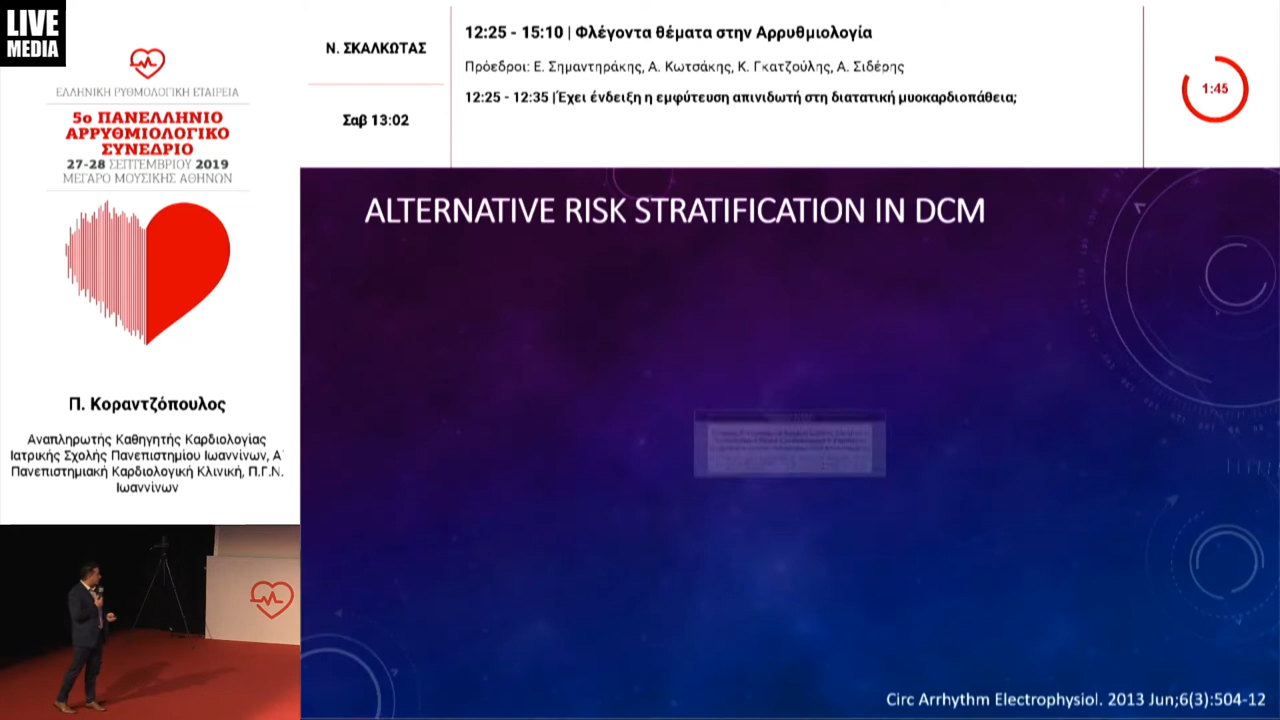 LIVE
MEDIA
ΕΛΛΗΝΙΚΗ ΡΥΘΜΟΛΟΓΙΚΗ ΕΤΑΙΡΕΙΑ
5ο ΠΑΝΕΛΛΗΝΙΟ
ΑΡΡΥΘΜΙΟΛΟΓΙΚΟ
ΣΥΝΕΔΡΙΟ
27-28 ΣΕΠΤΕΜΒΡΙΟΥ 2019
ΜΕΓΑΡΟ ΜΟΥΣΙΚΗΣ ΑΘΗΝΩΝ
Π. Κοραντζόπουλος
Αναπληρωτής Καθηγητής Καρδιολογίας
Ιατρικής Σχολής Πανεπιστημίου Ιωαννίνων, Α΄
Πανεπιστημιακή Καρδιολογική Κλινική, Π.Γ.Ν.
Ιωαννίνων
Ν. ΣΚΑΛΚΩΤΑΣ
Σαβ 13:02
12:25 - 15:10 | Φλέγοντα θέματα στην Αρρυθμιολογία
Πρόεδροι: Ε. Σημαντηράκης, Α. Κωτσάκης, Κ. Γκατζούλης, Α. Σιδέρης
12:25 - 12:35 |Έχει ένδειξη η εμφύτευση απινιδωτή στη διατατική μυοκαρδιοπάθεια;
1:45
ALTERNATIVE RISK STRATIFICATION IN DCM
Circ Arrhythm Electrophysiol. 2013 Jun;6(3):504-12